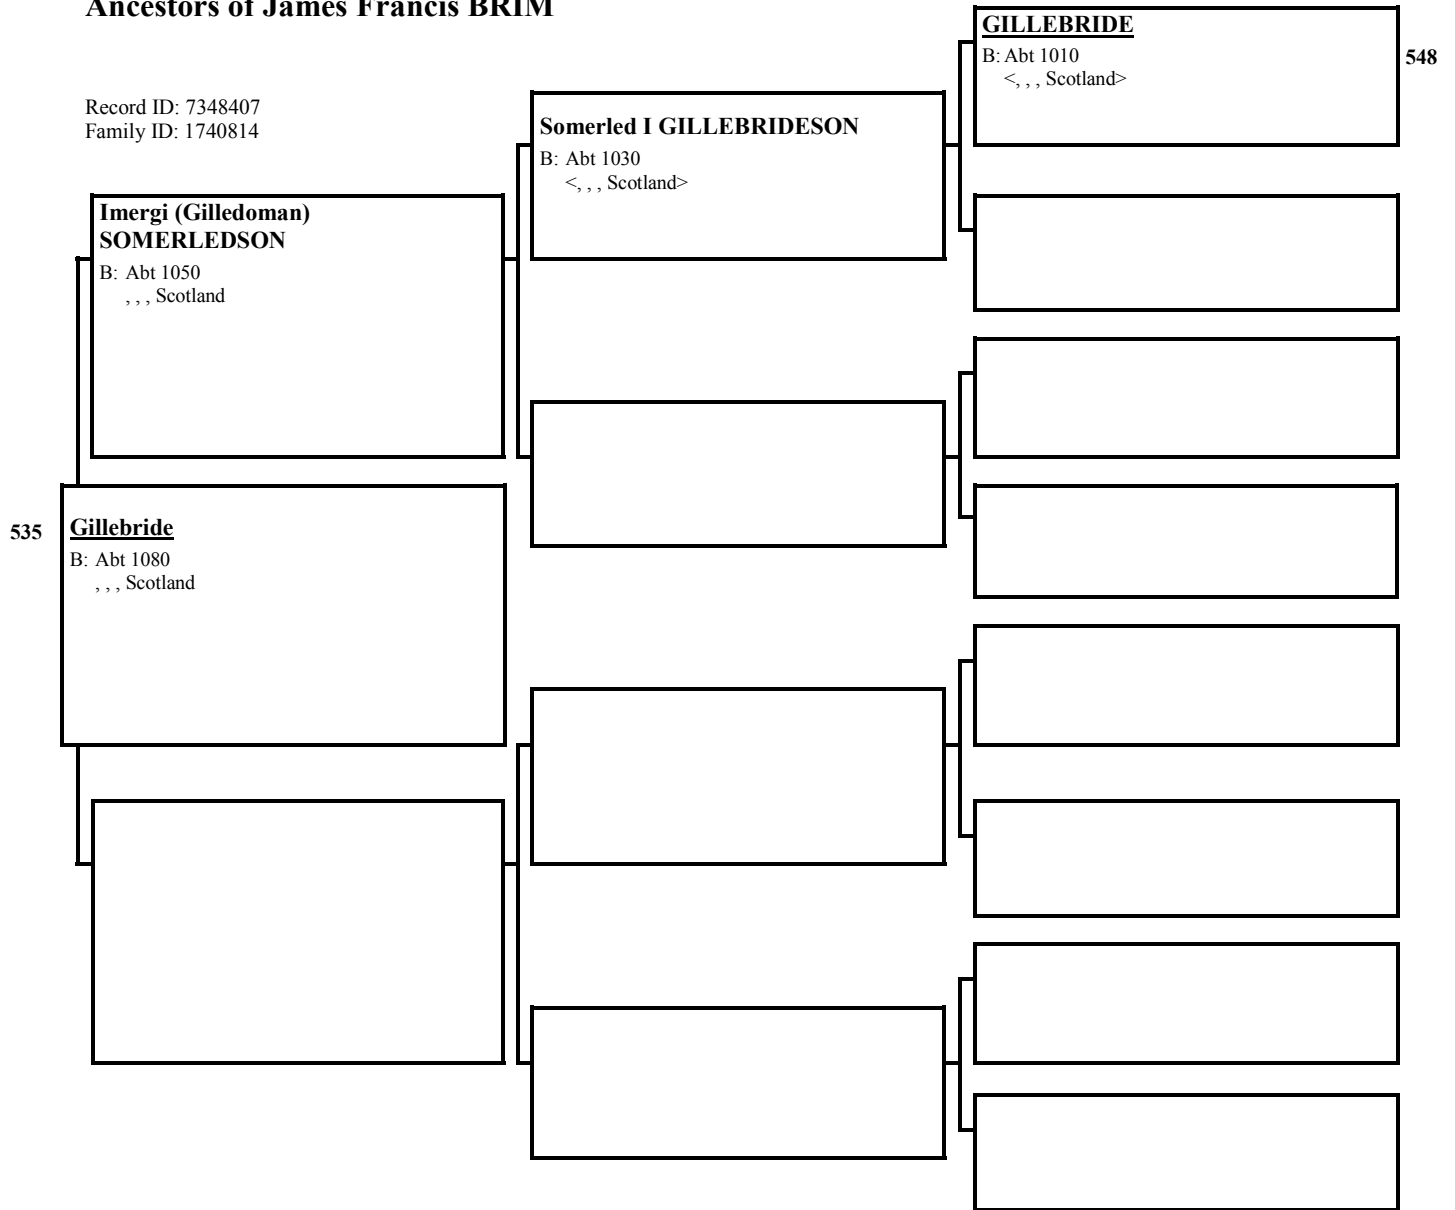 Ancestors of James Francis BRIM
GILLEBRIDE
B: Abt 1010
<, , , Scotland>
548
Record ID: 7348407
Family ID: 1740814
Somerled I GILLEBRIDESON
B: Abt 1030
<, , , Scotland>
Imergi (Gilledoman)
SOMERLEDSON
B: Abt 1050
, , , Scotland
535
Gillebride
B: Abt 1080
, , , Scotland